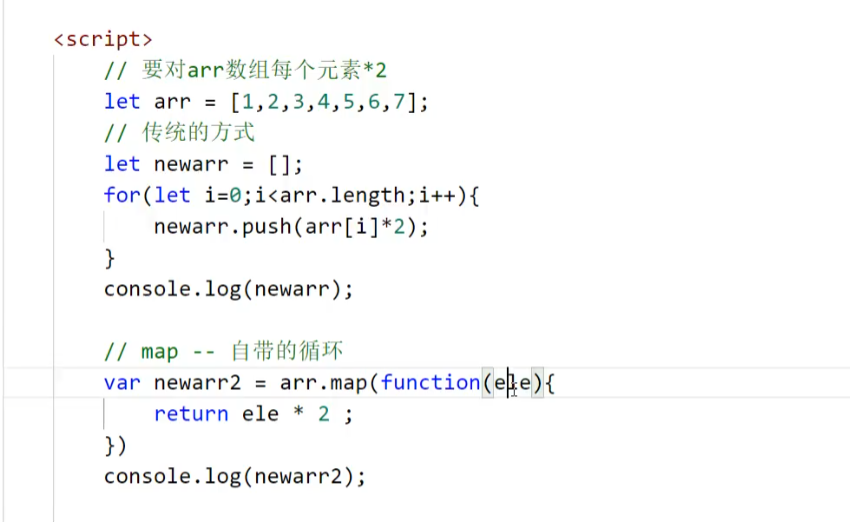 <script>
// 要对arr数组每个元素*2
let arr = [1,2,3,4,5,6,7];
// 传统的方式
let newarr = [];
for(let i=0;i<arr.length;i++){
newarr.push(arr[i]*2);
}
console.log(newarr);
// map -- 自带的循环
var newarr2 = arr.map(function(ele){
return ele * 2 ;
})
console.log(newarr2);